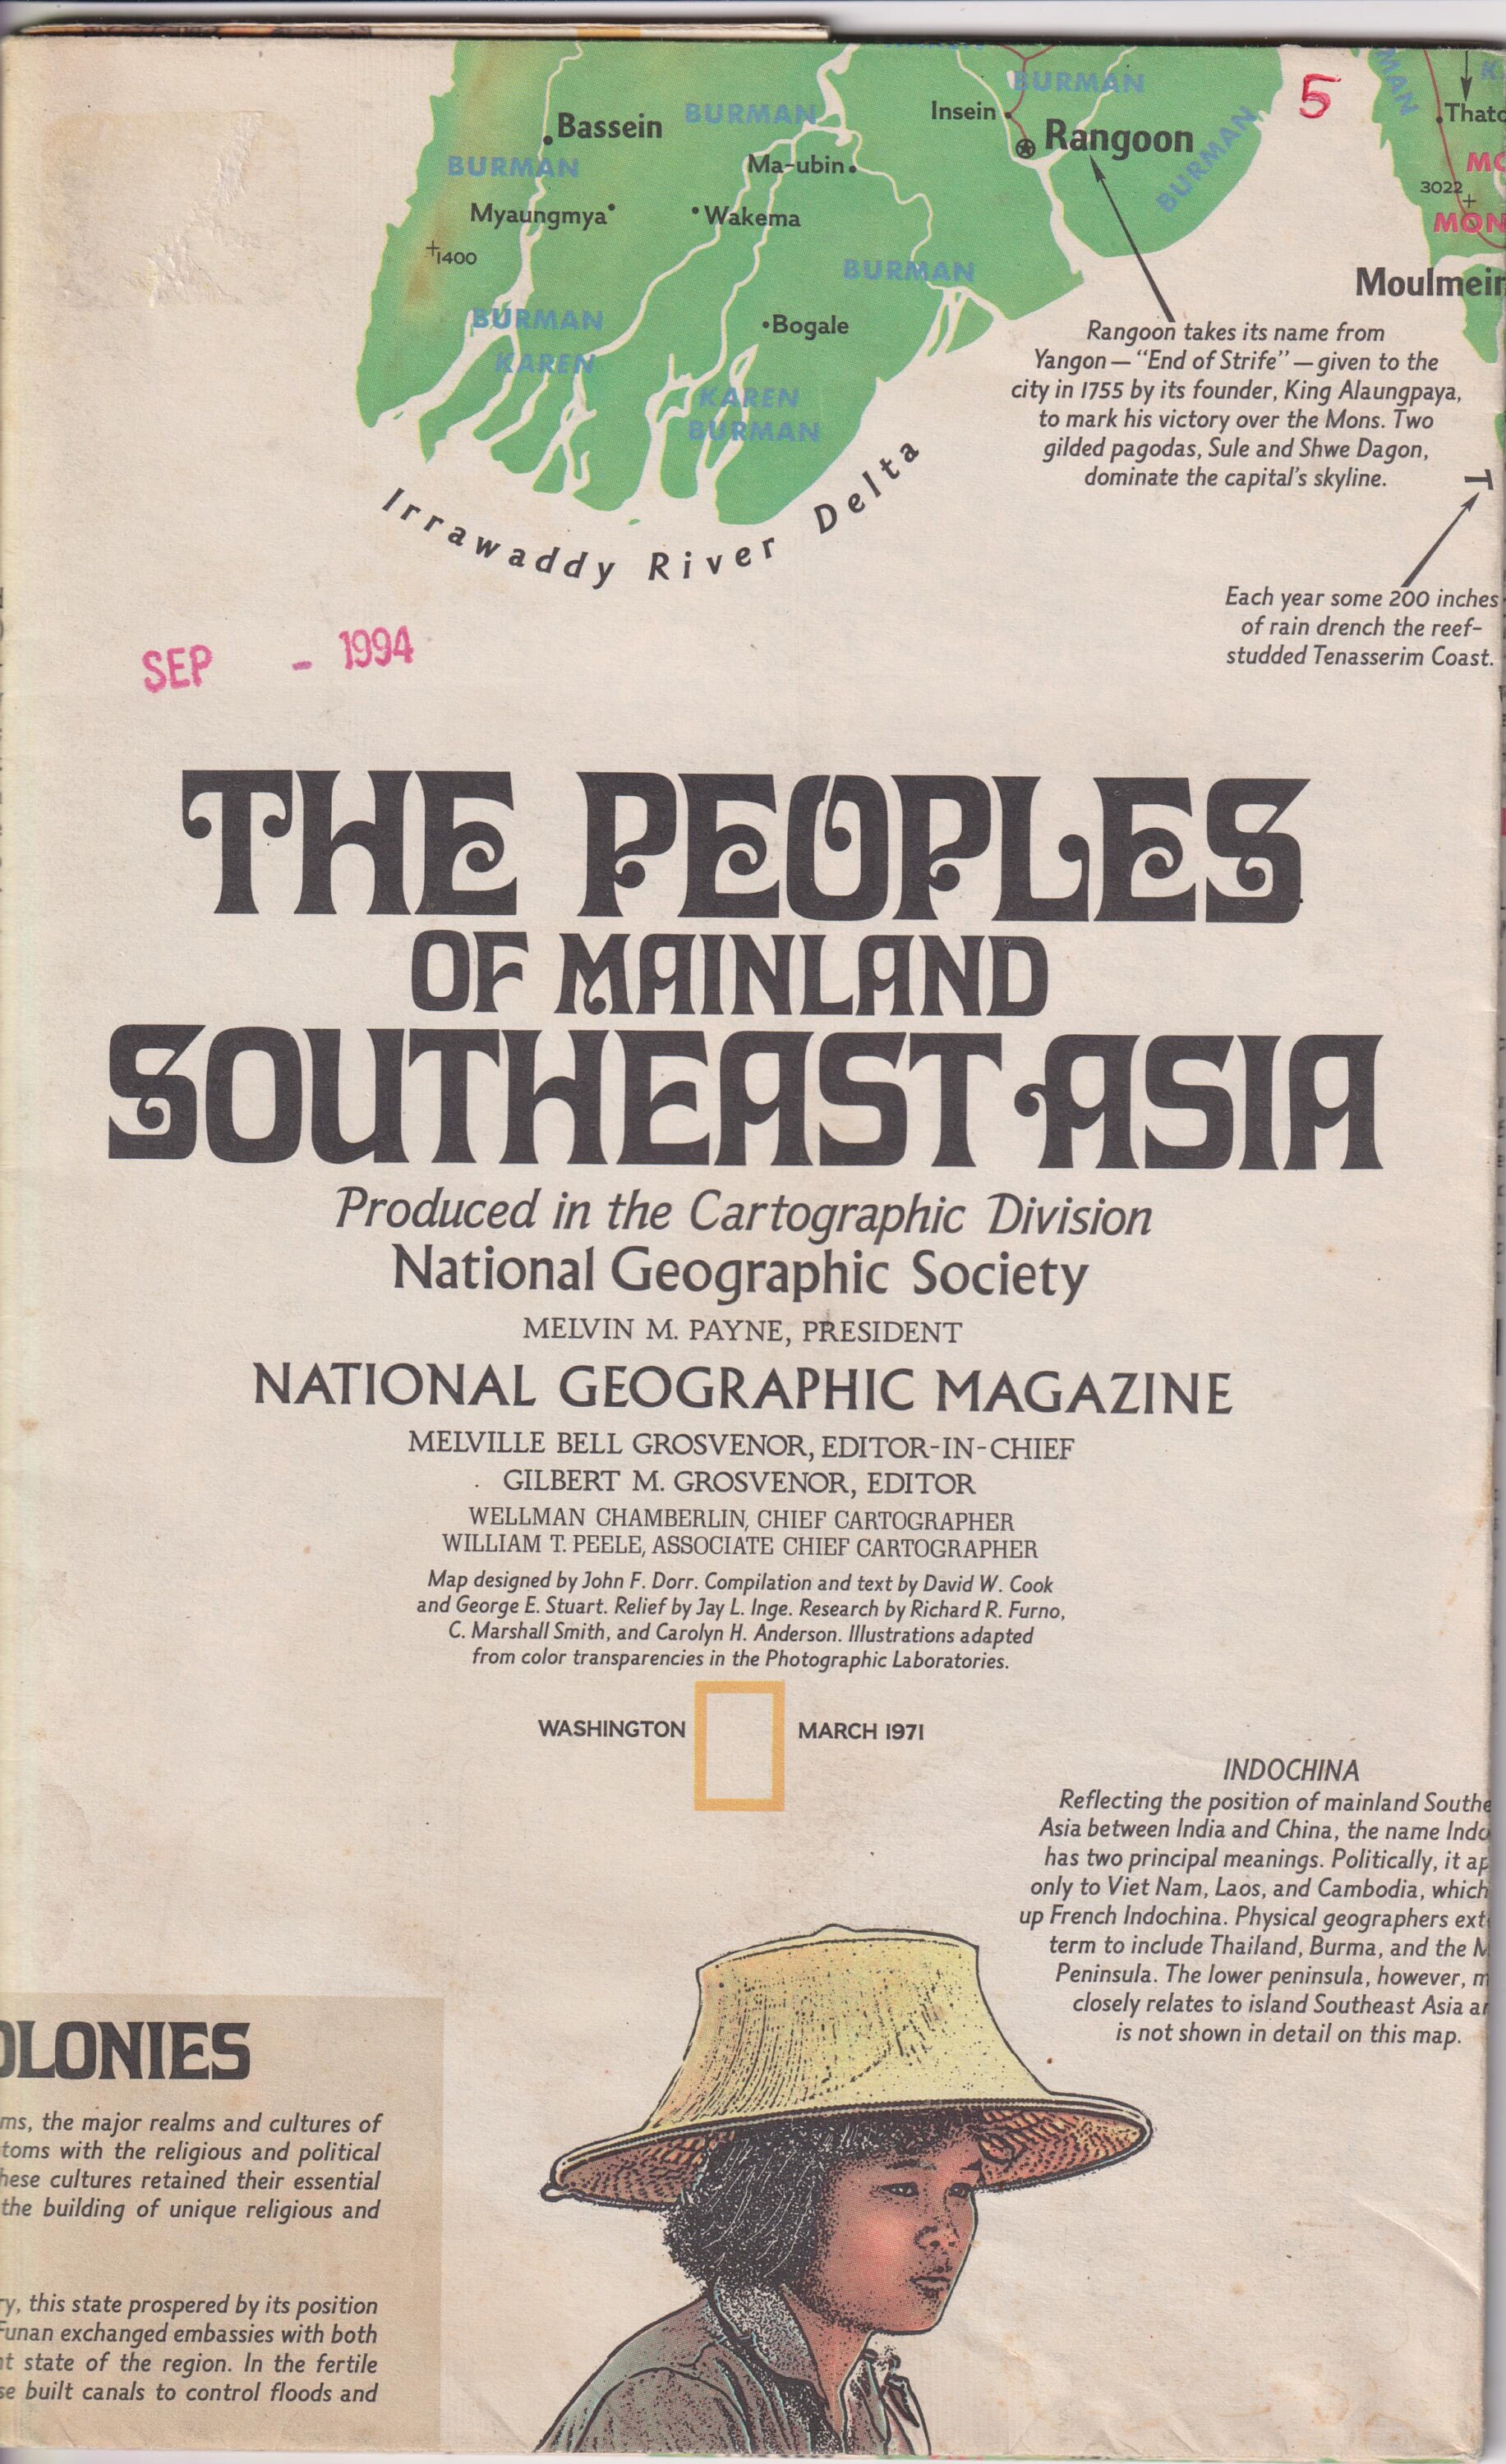 BURMAN
5
Bassein
BURMAN
Insein
Rangoon
BURMAN
BURMAN
Ma-ubin
Myaungmya
Wakema
3022
MON
1400
BURMAN
Moulmein
BURMAN
KAREN
Bogale
KAREN
BURMAN
Irrawaddy River Delta
Rangoon takes its name from
Yangon—“End of Strife”—given to the
city in 1755 by its founder, King Alaungpaya,
to mark his victory over the Mons. Two
gilded pagodas, Sule and Shwe Dagon,
dominate the capital's skyline.
T
Each year some 200 inches
of rain drench the reef-
studded Tenasserim Coast.
SEP - 1994
THE PEOPLES
OF MAINLAND
SOUTHEAST ASIA
Produced in the Cartographic Division
National Geographic Society
MELVIN M. PAYNE, PRESIDENT
NATIONAL GEOGRAPHIC MAGAZINE
MELVILLE BELL GROSVENOR, EDITOR-IN-CHIEF
GILBERT M. GROSVENOR, EDITOR
WELLMAN CHAMBERLIN, CHIEF CARTOGRAPHER
WILLIAM T. PEELE, ASSOCIATE CHIEF CARTOGRAPHER
Map designed by John F. Dorr. Compilation and text by David W. Cook
and George E. Stuart. Relief by Jay L. Inge. Research by Richard R. Furno,
C. Marshall Smith, and Carolyn H. Anderson. Illustrations adapted
from color transparencies in the Photographic Laboratories.
WASHINGTON MARCH 1971
INDOCHINA
Reflecting the position of mainland Southe
Asia between India and China, the name Indo
has two principal meanings. Politically, it ap
only to Viet Nam, Laos, and Cambodia, which
up French Indochina. Physical geographers ext
term to include Thailand, Burma, and the M
Peninsula. The lower peninsula, however, m
closely relates to island Southeast Asia a
is not shown in detail on this map.
OLONIES
ms, the major realms and cultures of
toms with the religious and political
hese cultures retained their essential
the building of unique religious and
ry, this state prospered by its position
Funan exchanged embassies with both
nt state of the region. In the fertile
se built canals to control floods and